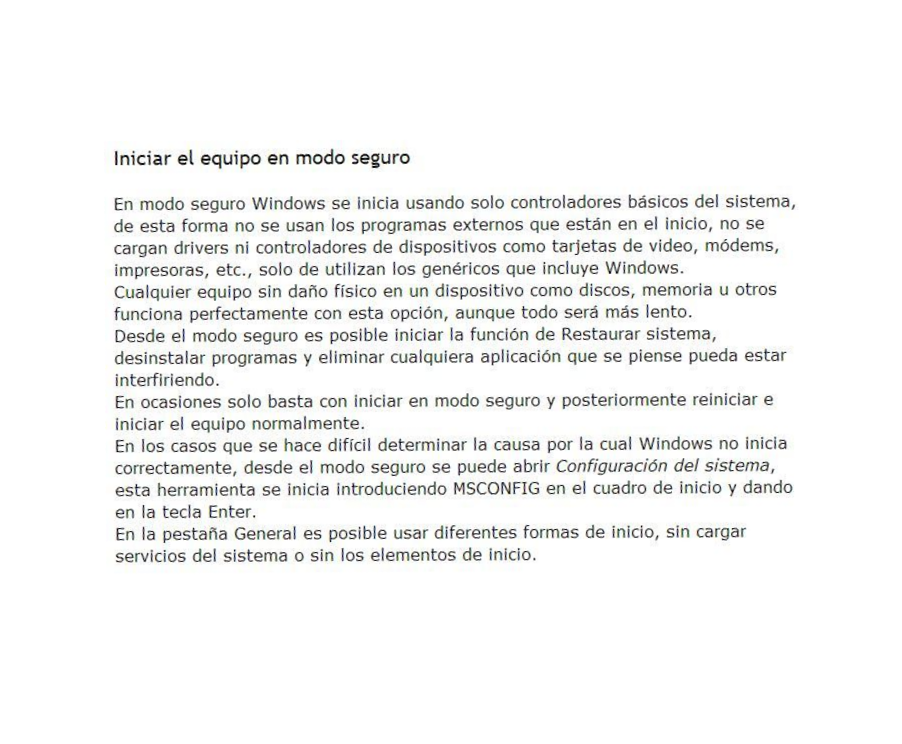 Iniciar el equipo en modo seguro
En modo seguro Windows se inicia usando solo controladores básicos del sistema,
de esta forma no se usan los programas externos que están en el inicio, no se
cargan drivers ni controladores de dispositivos como tarjetas de video, módems,
impresoras, etc., solo de utilizan los genéricos que incluye Windows.
Cualquier equipo sin daño físico en un dispositivo como discos, memoria u otros
funciona perfectamente con esta opción, aunque todo será más lento.
Desde el modo seguro es posible iniciar la función de Restaurar sistema,
desinstalar programas y eliminar cualquiera aplicación que se piense pueda estar
interfiriendo.
En ocasiones solo basta con iniciar en modo seguro y posteriormente reiniciar e
iniciar el equipo normalmente.
En los casos que se hace difícil determinar la causa por la cual Windows no inicia
correctamente, desde el modo seguro se puede abrir Configuración del sistema,
esta herramienta se inicia introduciendo MSCONFIG en el cuadro de inicio y dando
en la tecla Enter.
En la pestaña General es posible usar diferentes formas de inicio, sin cargar
servicios del sistema o sin los elementos de inicio.